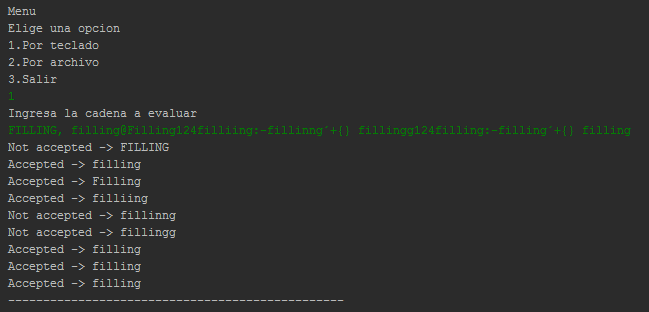 Menu
Elige una opcion
1.Por teclado
2.Por archivo
3.Salir
1
Ingresa la cadena a evaluar
FILLING, filling@Filling124filliing:-fillinng¨+{} fillingg124filling:-filling¨+{} filling
Not accepted -> FILLING
Accepted -> filling
Accepted -> Filling
Accepted -> filliing
Not accepted -> fillinng
Not accepted -> fillingg
Accepted -> filling
Accepted -> filling
Accepted -> filling
------------------------------------------------